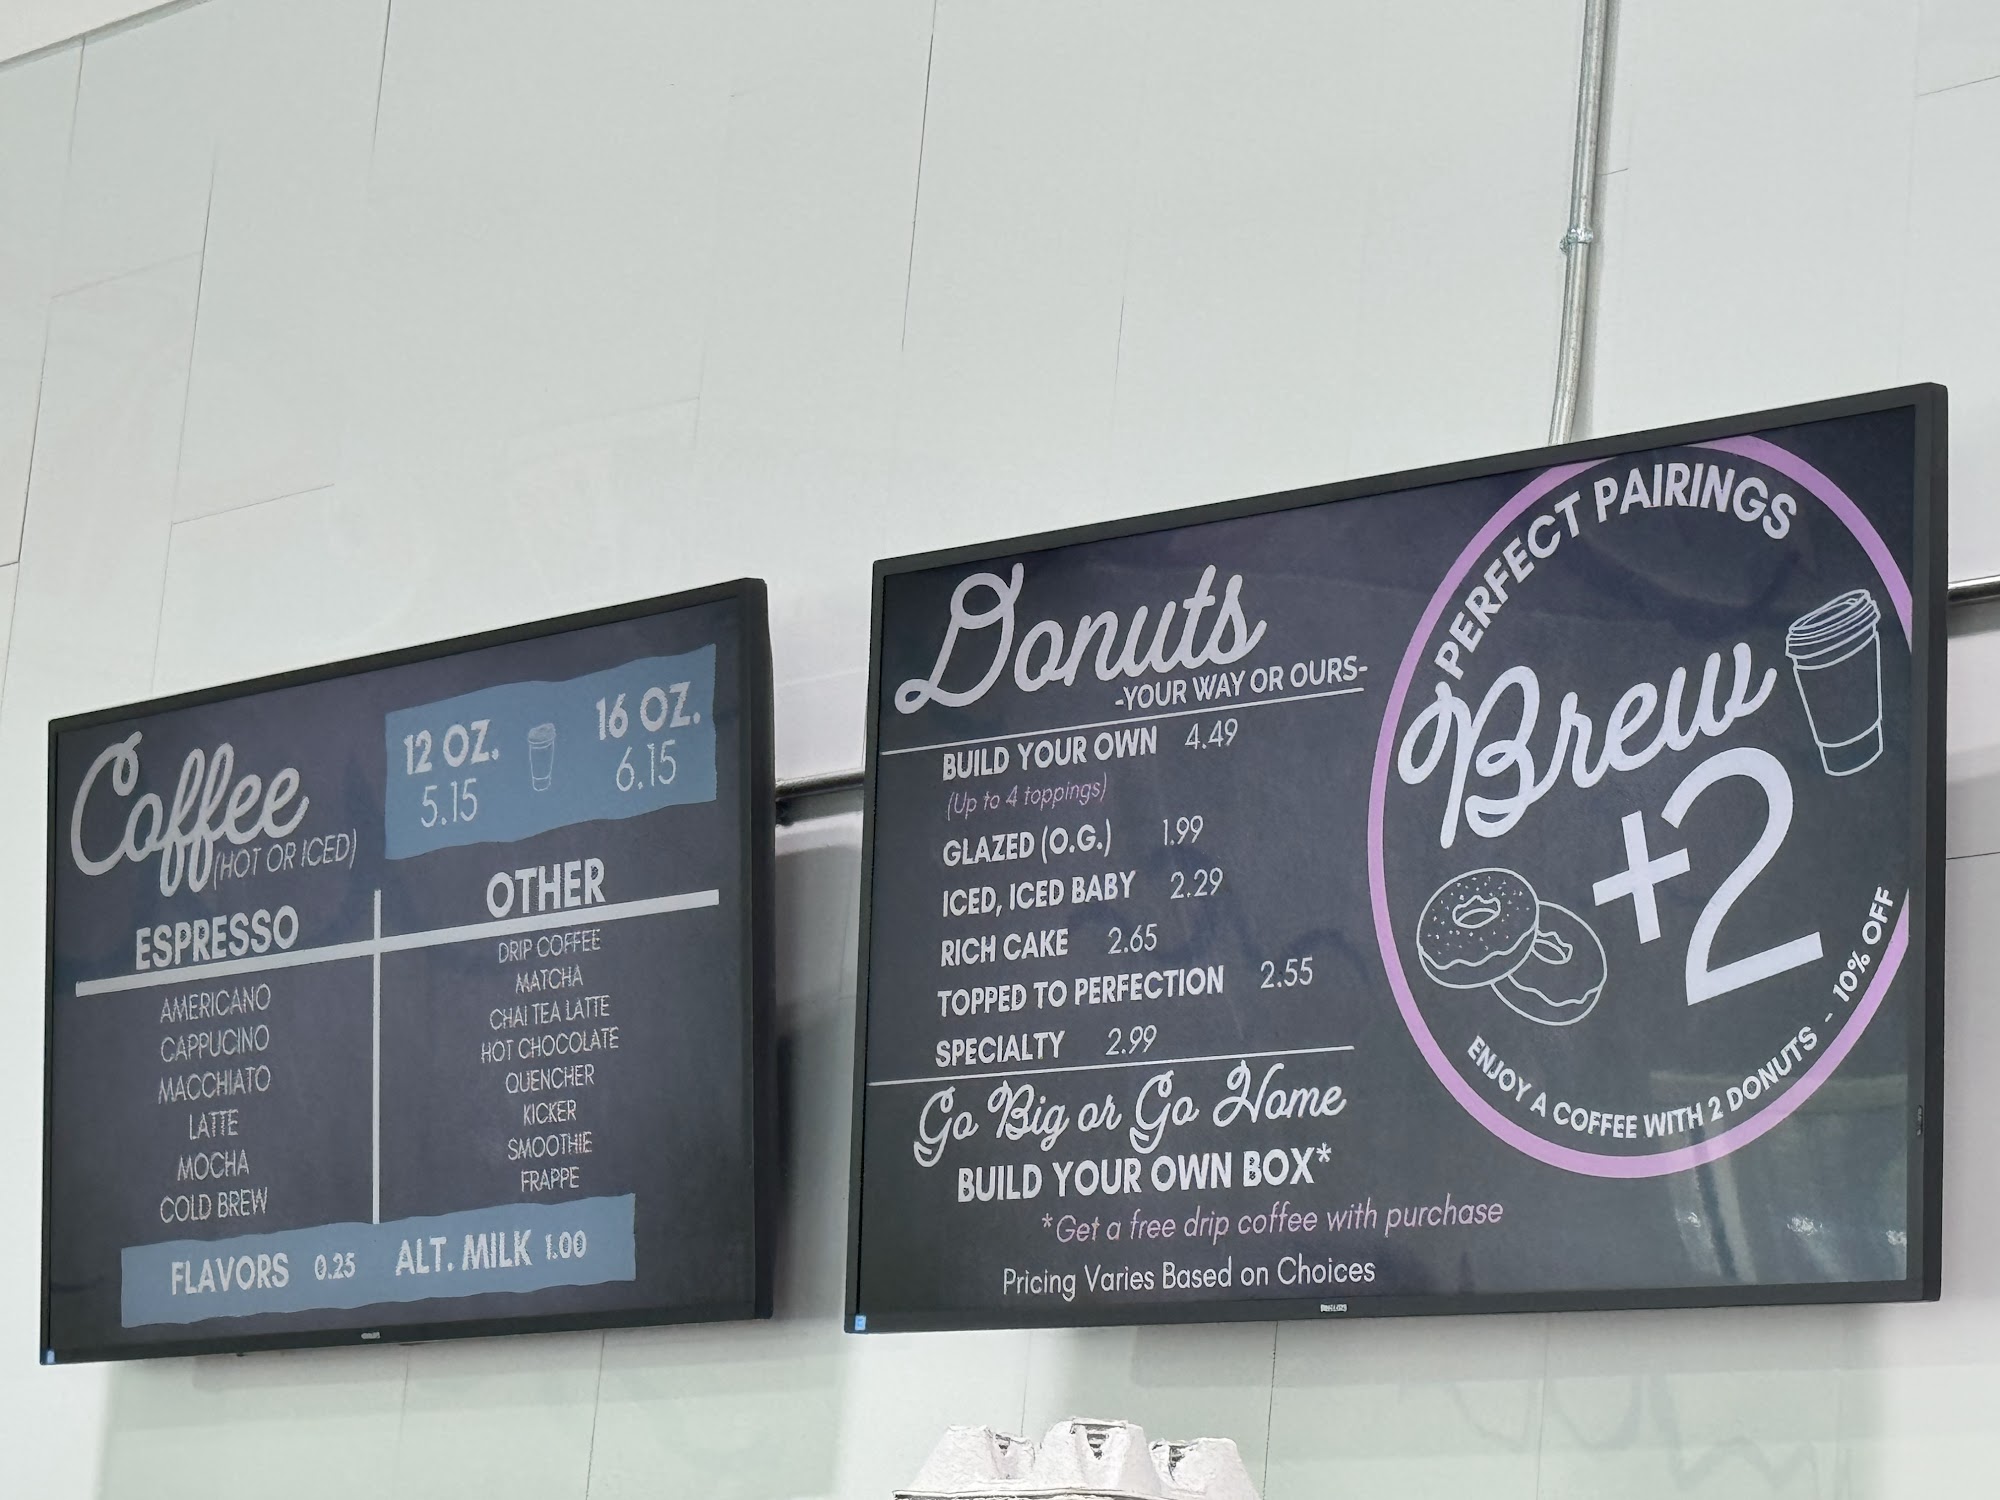 Coffee
(HOT OR ICED)
12 OZ.
5.15
16 OZ.
6.15
ESPRESSO
AMERICANO
CAPPUCINO
MACCHIATO
LATTE
MOCHA
COLD BREW
OTHER
DRIP COFFEE
MATCHA
CHAI TEA LATTE
HOT CHOCOLATE
QUENCHER
KICKER
SMOOTHIE
FRAPPE
FLAVORS 0.25 ALT. MILK 1.00
Donuts
-YOUR WAY OR OURS-
BUILD YOUR OWN 4.49
(Up to 4 toppings)
GLAZED (O.G.) 1.99
ICED, ICED BABY 2.29
RICH CAKE 2.65
TOPPED TO PERFECTION 2.55
SPECIALTY 2.99
Go Big or Go Home
BUILD YOUR OWN BOX*
*Get a free drip coffee with purchase
Pricing Varies Based on Choices
PERFECT PAIRINGS
Brew
+2
ENJOY A COFFEE WITH 2 DONUTS - 10% OFF
PHILIPS